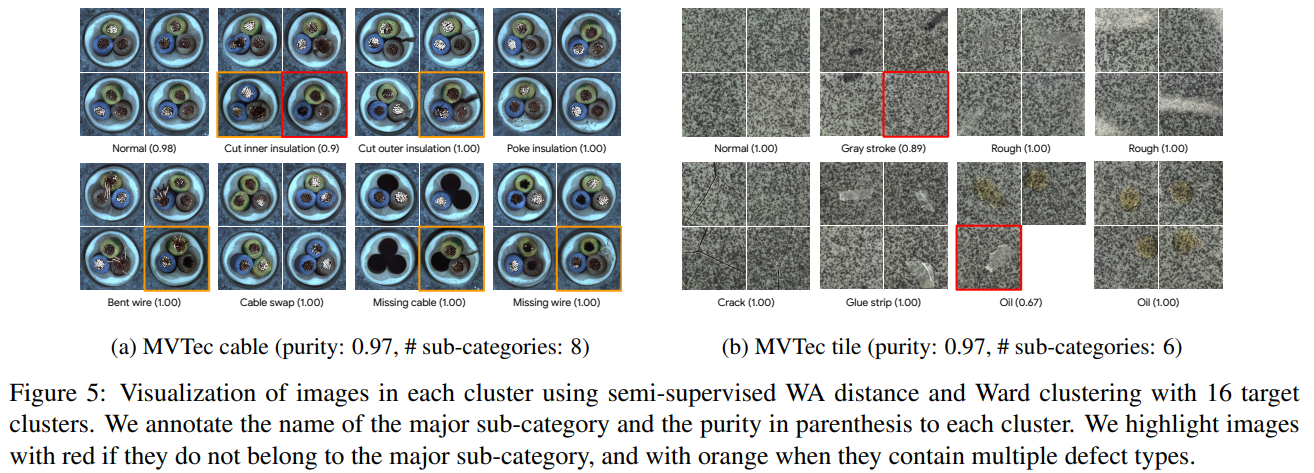 Normal (0.98) Cut inner insulation (0.9) Cut outer insulation (1.00) Poke insulation (1.00)
Bent wire (1.00) Cable swap (1.00) Missing cable (1.00) Missing wire (1.00)
(a) MVTec cable (purity: 0.97, # sub-categories: 8)
Normal (1.00) Gray stroke (0.89) Rough (1.00) Rough (1.00)
Crack (1.00) Glue strip (1.00) Oil (0.67) Oil (1.00)
(b) MVTec tile (purity: 0.97, # sub-categories: 6)
Figure 5: Visualization of images in each cluster using semi-supervised WA distance and Ward clustering with 16 target
clusters. We annotate the name of the major sub-category and the purity in parenthesis to each cluster. We highlight images
with red if they do not belong to the major sub-category, and with orange when they contain multiple defect types.